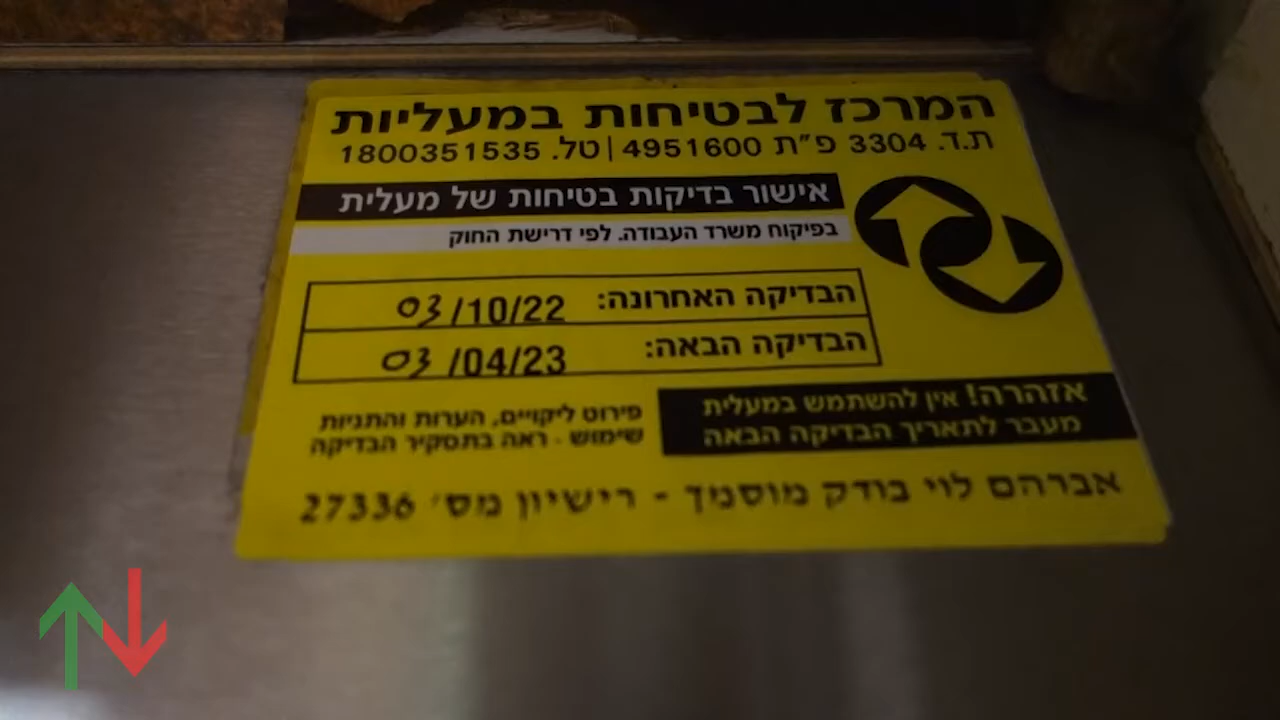 המרכז לבטיחות במעליות
ת.ד. 3304 פ"ת 4951600 | טל. 1800351535
אישור בדיקות בטיחות של מעלית
בפיקוח משרד העבודה. לפי דרישת החוק
הבדיקה האחרונה: 03/10/22
הבדיקה הבאה: 03/04/23
אזהרה! אין להשתמש במעלית
מעבר לתאריך הבדיקה הבאה
פירוט ליקויים, הערות והתניות
שימוש - ראה בתסקיר הבדיקה
אברהם לוי בודק מוסמך - רישיון מס' 27336